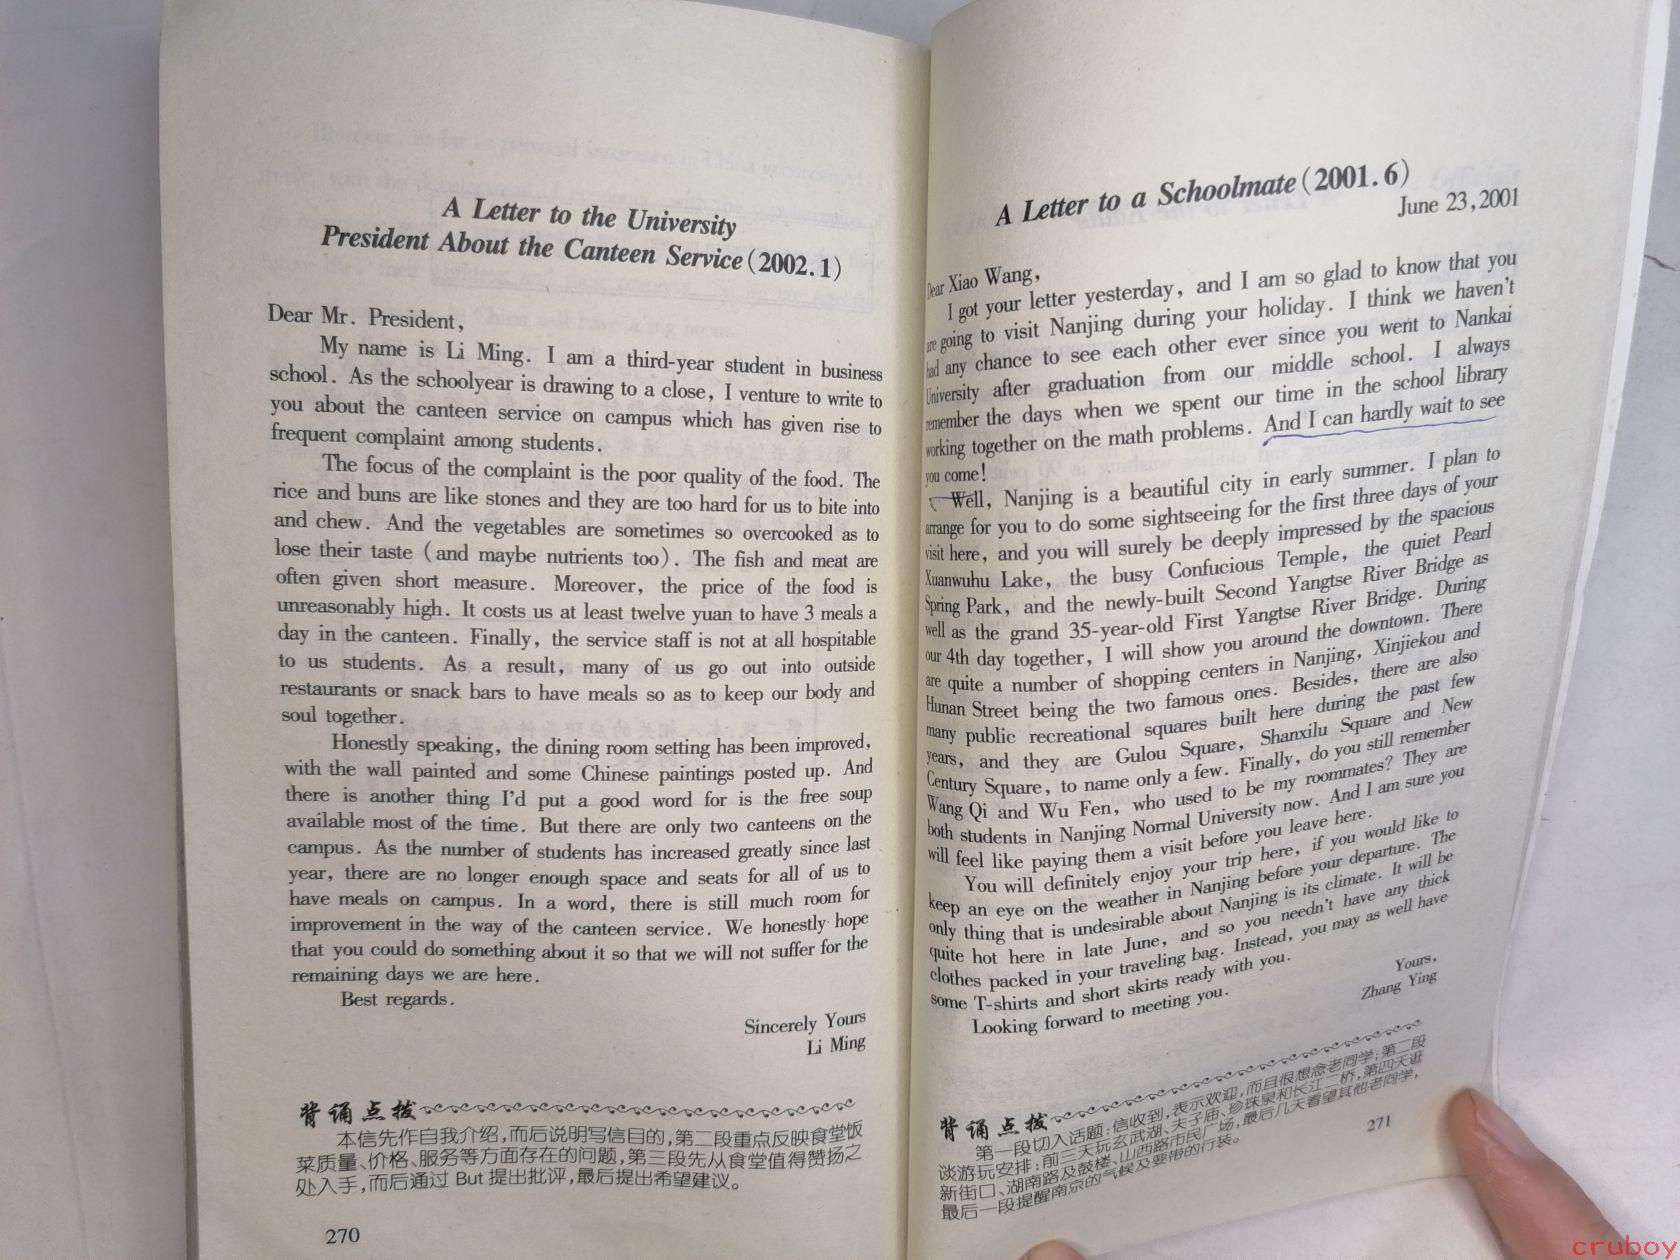 A Letter to the University
President About the Canteen Service(2002.1)
Dear Mr. President,
My name is Li Ming. I am a third-year student in business
school. As the schoolyear is drawing to a close, I venture to write to
you about the canteen service on campus which has given rise to
frequent complaint among students.
The focus of the complaint is the poor quality of the food. The
rice and buns are like stones and they are too hard for us to bite into
and chew. And the vegetables are sometimes so overcooked as to
lose their taste (and maybe nutrients too). The fish and meat are
often given short measure. Moreover, the price of the food is
unreasonably high. It costs us at least twelve yuan to have 3 meals a
day in the canteen. Finally, the service staff is not at all hospitable
to us students. As a result, many of us go out into outside
restaurants or snack bars to have meals so as to keep our body and
soul together.
Honestly speaking, the dining room setting has been improved,
with the wall painted and some Chinese paintings posted up. And
there is another thing I'd put a good word for is the free soup
available most of the time. But there are only two canteens on the
campus. As the number of students has increased greatly since last
year, there are no longer enough space and seats for all of us to
have meals on campus. In a word, there is still much room for
improvement in the way of the canteen service. We honestly hope
that you could do something about it so that we will not suffer for the
remaining days we are here.
Best regards.
Sincerely Yours
Li Ming
背诵点拨
本信先作自我介绍,而后说明写信目的,第二段重点反映食堂饭
菜质量、价格、服务等方面存在的问题,第三段先从食堂值得赞扬之
处入手,而后通过 But 提出批评,最后提出希望建议。
270
A Letter to a Schoolmate(2001.6)
June 23,2001
Dear Xiao Wang,
I got your letter yesterday, and I am so glad to know that you
are going to visit Nanjing during your holiday. I think we haven't
had any chance to see each other ever since you went to Nankai
University after graduation from our middle school. I always
remember the days when we spent our time in the school library
working together on the math problems. And I can hardly wait to see
you come!
Well, Nanjing is a beautiful city in early summer. I plan to
arrange for you to do some sightseeing for the first three days of your
visit here, and you will surely be deeply impressed by the spacious
Xuanwuhu Lake, the busy Confucious Temple, the quiet Pearl
Spring Park, and the newly-built Second Yangtse River Bridge as
well as the grand 35-year-old First Yangtse River Bridge. During
our 4th day together, I will show you around the downtown. There
are quite a number of shopping centers in Nanjing, Xinjiekou and
Hunan Street being the two famous ones. Besides, there are also
many public recreational squares built here during the past few
years, and they are Gulou Square, Shanxilu Square and New
Century Square, to name only a few. Finally, do you still remember
Wang Qi and Wu Fen, who used to be my roommates? They are
both students in Nanjing Normal University now. And I am sure you
will feel like paying them a visit before you leave here.
You will definitely enjoy your trip here, if you would like to
keep an eye on the weather in Nanjing before your departure. The
only thing that is undesirable about Nanjing is its climate. It will be
quite hot here in late June, and so you needn't have any thick
clothes packed in your traveling bag. Instead, you may as well have
some T-shirts and short skirts ready with you.
Looking forward to meeting you.
Yours,
Zhang Ying
背诵点拨
第一段切入话题:信收到,表示欢迎,而且很想念老同学;第二段
谈游玩安排:前三天玩玄武湖、夫子庙、珍珠泉和长江二桥,第四天逛
新街口、湖南路及鼓楼、山西路市民广场,最后几天看望其他老同学,
最后一段提醒南京的气候及要带的行装。
271
cruboy